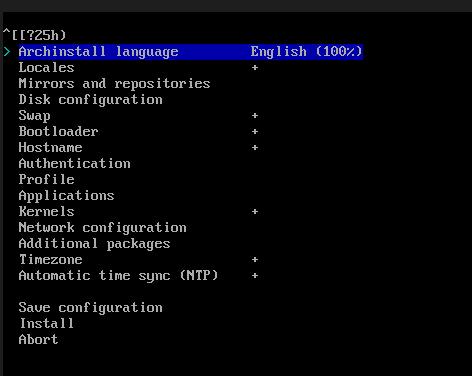 ^[[?25h)
> Archinstall language English (100%)
Locales +
Mirrors and repositories
Disk configuration
Swap +
Bootloader +
Hostname +
Authentication
Profile
Applications
Kernels +
Network configuration
Additional packages
Timezone +
Automatic time sync (NTP) +
Save configuration
Install
Abort